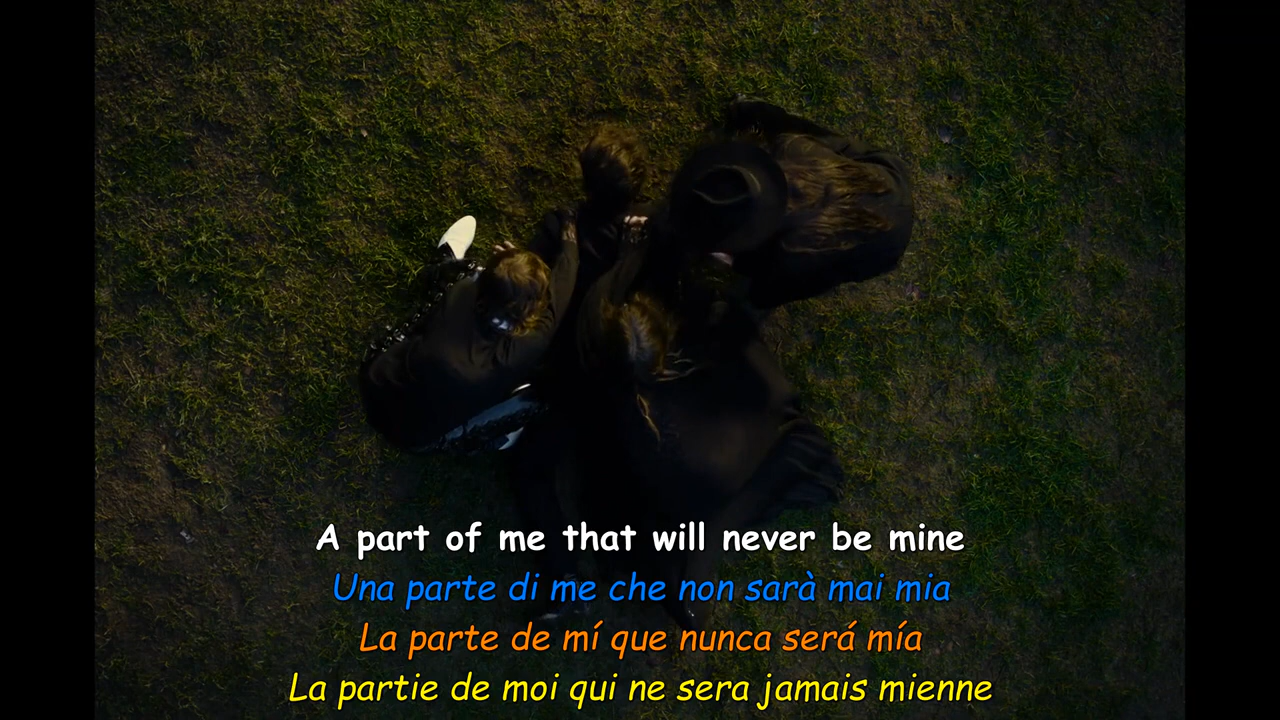 A part of me that will never be mine
Una parte di me che non sarà mai mia
La parte de mí que nunca será mía
La partie de moi qui ne sera jamais mienne